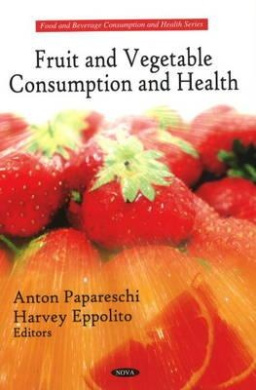 Food and Beverage Consumption and Health Series
Fruit and Vegetable
Consumption and Health
Anton Papareschi
Harvey Eppolito
Editors
NOVA